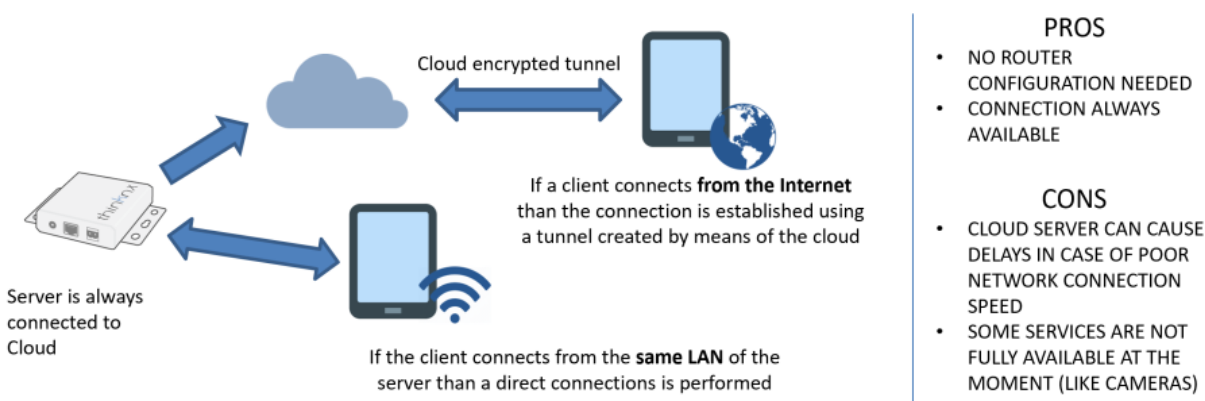 Cloud encrypted tunnel
thinknx
If a client connects from the Internet
than the connection is established using
a tunnel created by means of the cloud
Server is always
connected to
Cloud
If the client connects from the same LAN of the
server than a direct connections is performed
PROS
• NO ROUTER
CONFIGURATION NEEDED
• CONNECTION ALWAYS
AVAILABLE
CONS
• CLOUD SERVER CAN CAUSE
DELAYS IN CASE OF POOR
NETWORK CONNECTION
SPEED
• SOME SERVICES ARE NOT
FULLY AVAILABLE AT THE
MOMENT (LIKE CAMERAS)